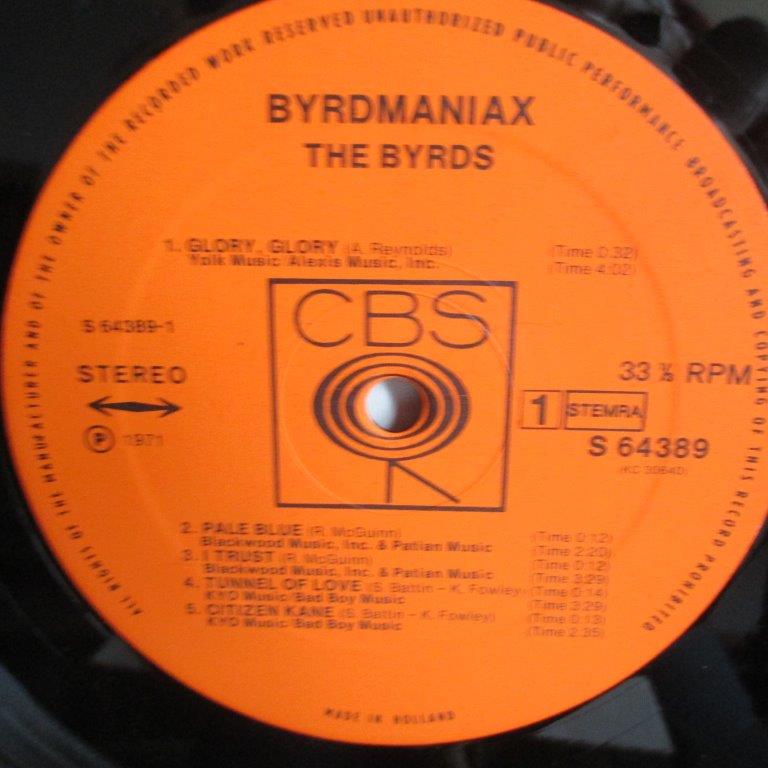 ALL RIGHTS OF THE MANUFACTURER AND OF THE OWNER OF THE RECORDED WORK RESERVED UNAUTHORIZED PUBLIC PERFORMANCE BROADCASTING AND COPYING OF THIS RECORD PROHIBITED
BYRDMANIAX
THE BYRDS
1. GLORY, GLORY (A. Reynolds) (Time 0:32)
Yolk Music/Alexis Music, Inc. (Time 4:02)
CBS
S 64389-1
STEREO
Ⓟ 1971
33 ⅓ RPM
1 STEMRA
S 64389
(KC 30640)
2. PALE BLUE (R. McGuinn) (Time 0:12)
Blackwood Music, Inc. & Patian Music (Time 2:20)
3. I TRUST (R. McGuinn) (Time 0:12)
Blackwood Music, Inc. & Patian Music (Time 3:29)
4. TUNNEL OF LOVE (S. Battin – K. Fowley) (Time 0:14)
KYD Music/Bad Boy Music (Time 3:29)
5. CITIZEN KANE (S. Battin – K. Fowley) (Time 0:13)
KYD Music/Bad Boy Music (Time 2:35)
MADE IN HOLLAND